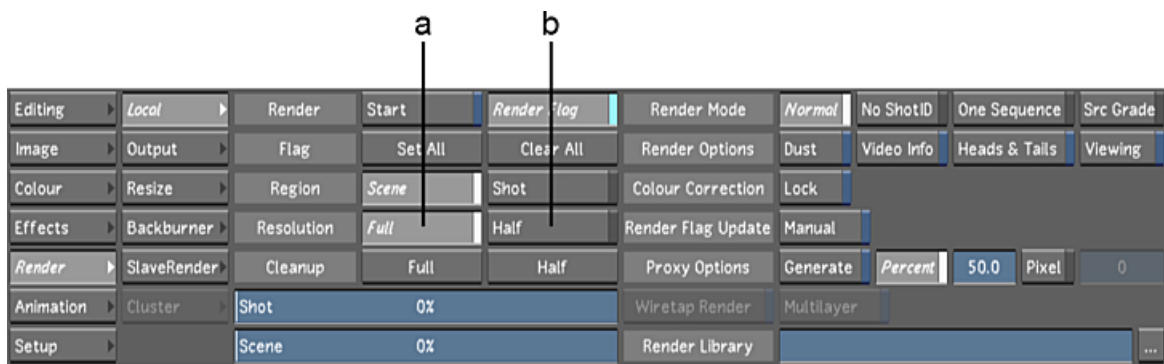 a b
Editing Local Render Start Render Flag Render Mode Normal No ShotID One Sequence Src Grade
Image Output Flag Set All Clear All Render Options Dust Video Info Heads & Tails Viewing
Colour Resize Region Scene Shot Colour Correction Lock
Effects Backburner Resolution Full Half Render Flag Update Manual
Render SlaveRender Cleanup Full Half Proxy Options Generate Percent 50.0 Pixel 0
Animation Cluster Shot 0% Wiretap Render Multilayer
Setup Scene 0% Render Library ...